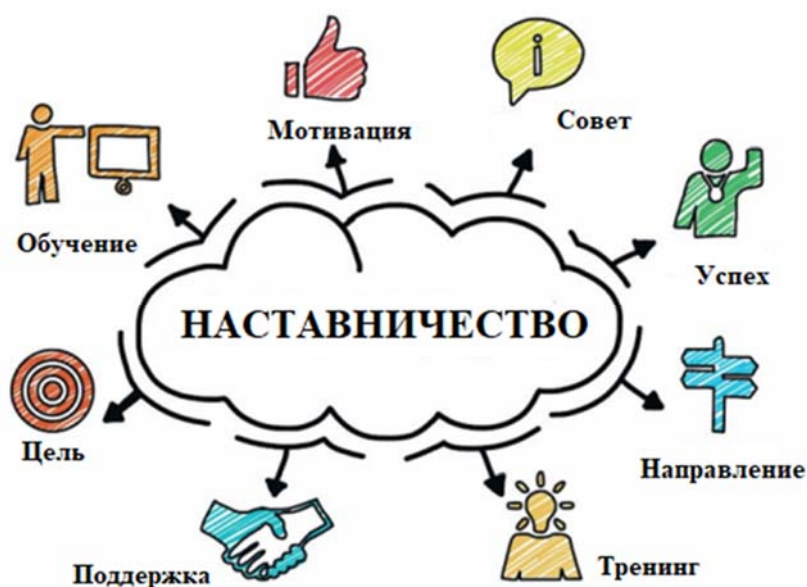 Мотивация
Совет
Обучение
Успех
НАСТАВНИЧЕСТВО
Цель
Направление
Поддержка
Тренинг